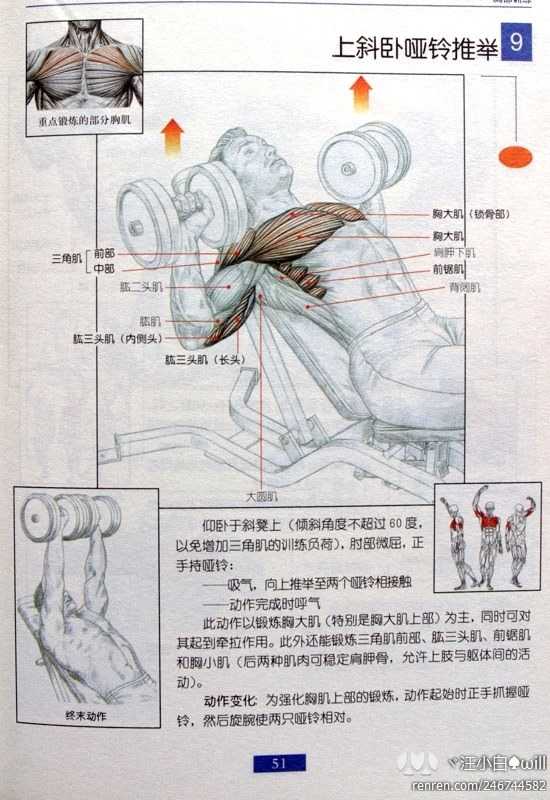 上斜卧哑铃推举
9
重点锻炼的部分胸肌
胸大肌（锁骨部）
胸大肌
肩胛下肌
前锯肌
背阔肌
三角肌
前部
中部
肱二头肌
肱肌
肱三头肌（内侧头）
肱三头肌（长头）
大圆肌
终末动作
仰卧于斜凳上（倾斜角度不超过60度，
以免增加三角肌的训练负荷），肘部微屈，正
手持哑铃：
——吸气，向上推举至两个哑铃相接触
——动作完成时呼气
此动作以锻炼胸大肌（特别是胸大肌上部）为主，同时可对
其起到牵拉作用。此外还能锻炼三角肌前部、肱三头肌、前锯肌
和胸小肌（后两种肌肉可稳定肩胛骨，允许上肢与躯体间的活
动）。
动作变化：为强化胸肌上部的锻炼，动作起始时正手抓握哑
铃，然后旋腕使两只哑铃相对。
51
汪小白♠will
renren.com/246744582